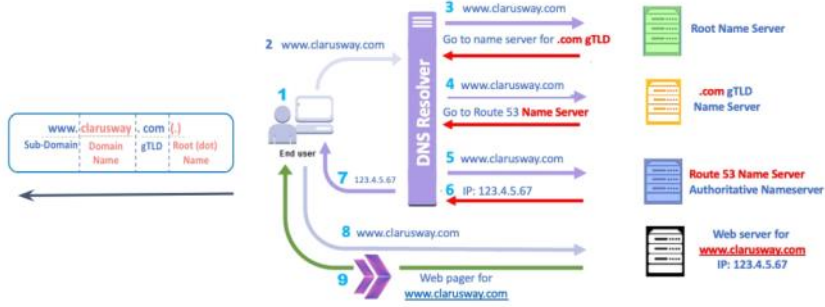 3 www.clarusway.com
Go to name server for .com gTLD
Root Name Server
2 www.clarusway.com
DNS Resolver
4 www.clarusway.com
Go to Route 53 Name Server
.com gTLD
Name Server
1
End user
www. clarusway . com (.)
Sub-Domain Domain Name gTLD Root (dot) Name
5 www.clarusway.com
6 IP: 123.4.5.67
7 123.4.5.67
Route 53 Name Server
Authoritative Nameserver
8 www.clarusway.com
Web server for
www.clarusway.com
IP: 123.4.5.67
9 Web pager for
www.clarusway.com